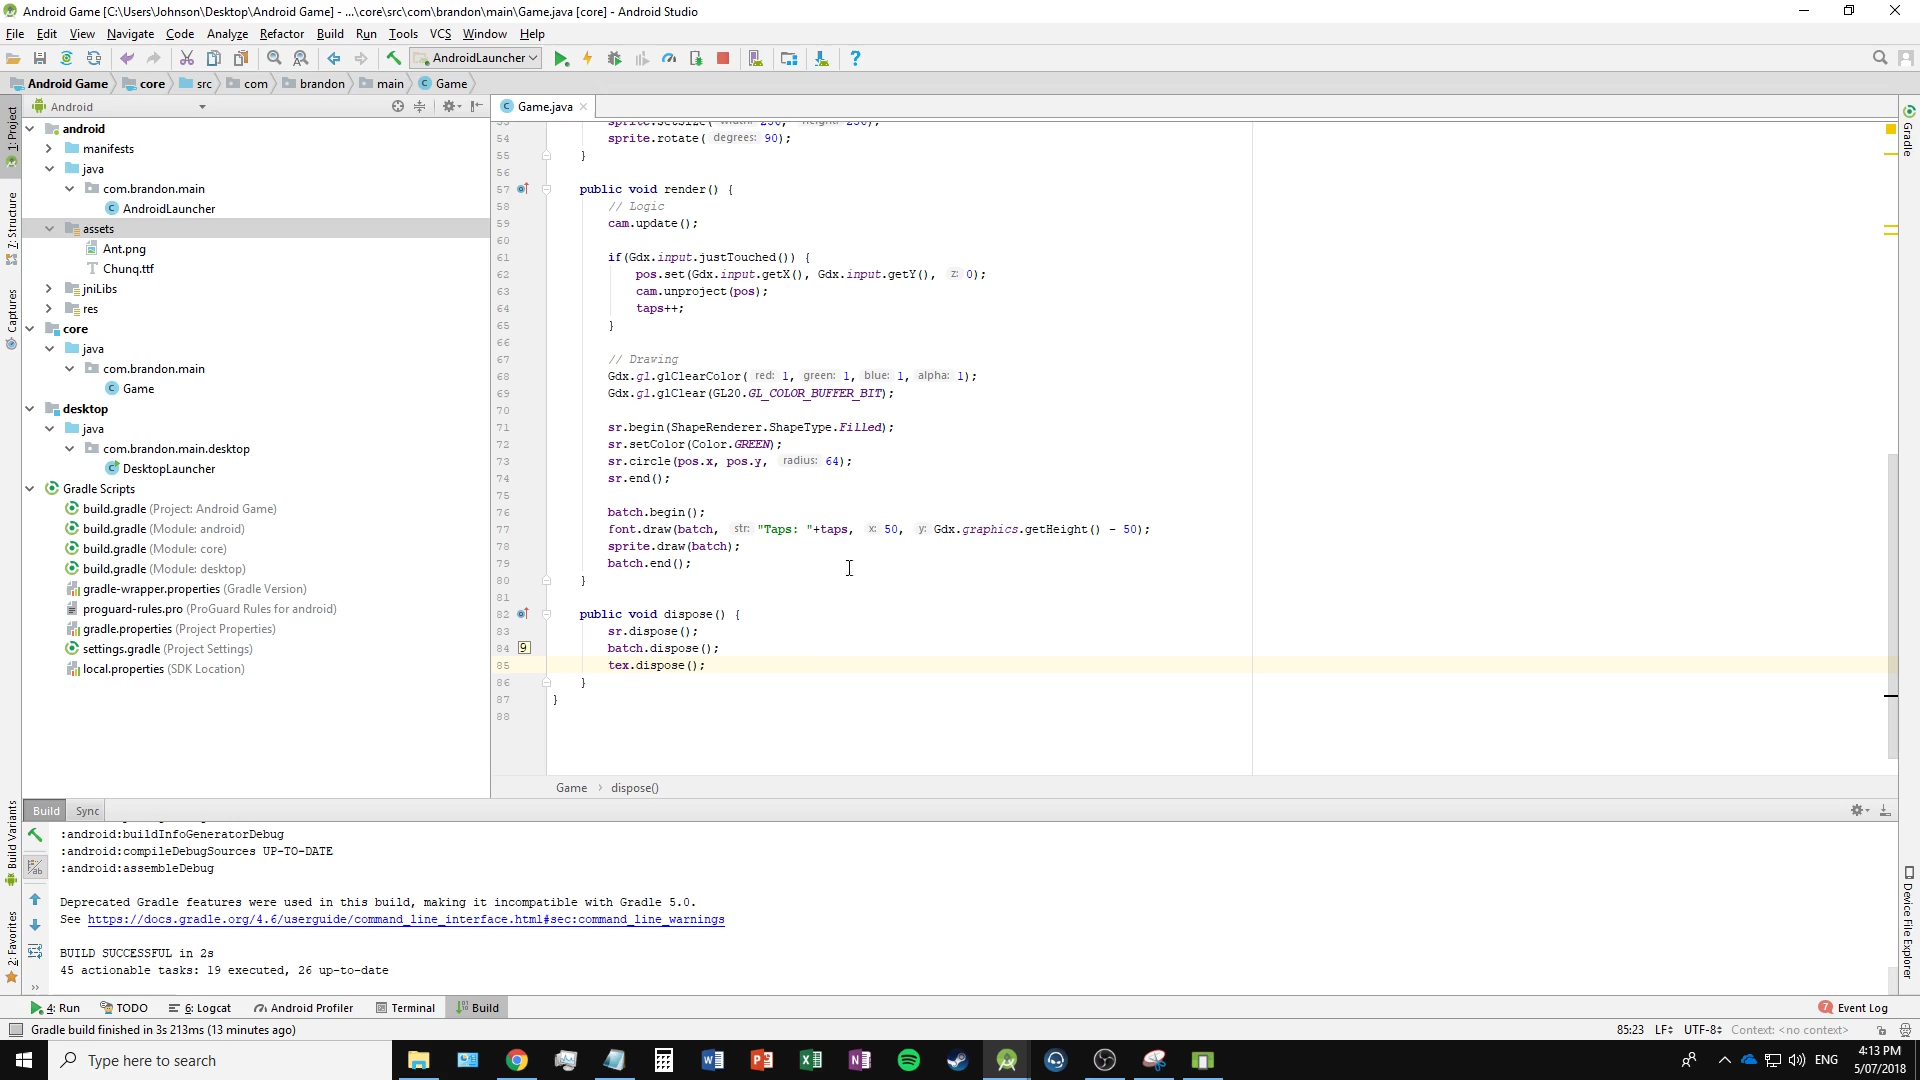 Android Game [C:\Users\Johnson\Desktop\Android Game] - ...\core\src\com\brandon\main\Game.java [core] - Android Studio
File Edit View Navigate Code Analyze Refactor Build Run Tools VCS Window Help
AndroidLauncher
Android Game core src com brandon main Game
1: Project
7: Structure
Captures
Build Variants
2: Favorites
Android
android
manifests
java
com.brandon.main
AndroidLauncher
assets
Ant.png
Chunq.ttf
jniLibs
res
core
java
com.brandon.main
Game
desktop
java
com.brandon.main.desktop
DesktopLauncher
Gradle Scripts
build.gradle (Project: Android Game)
build.gradle (Module: android)
build.gradle (Module: core)
build.gradle (Module: desktop)
gradle-wrapper.properties (Gradle Version)
proguard-rules.pro (ProGuard Rules for android)
gradle.properties (Project Properties)
settings.gradle (Project Settings)
local.properties (SDK Location)
Game.java
54 sprite.rotate( degrees: 90);
55 }
56
57 public void render() {
58 // Logic
59 cam.update();
60
61 if(Gdx.input.justTouched()) {
62 pos.set(Gdx.input.getX(), Gdx.input.getY(), z: 0);
63 cam.unproject(pos);
64 taps++;
65 }
66
67 // Drawing
68 Gdx.gl.glClearColor( red: 1, green: 1, blue: 1, alpha: 1);
69 Gdx.gl.glClear(GL20.GL_COLOR_BUFFER_BIT);
70
71 sr.begin(ShapeRenderer.ShapeType.Filled);
72 sr.setColor(Color.GREEN);
73 sr.circle(pos.x, pos.y, radius: 64);
74 sr.end();
75
76 batch.begin();
77 font.draw(batch, str: "Taps: "+taps, x: 50, y: Gdx.graphics.getHeight() - 50);
78 sprite.draw(batch);
79 batch.end();
80 }
81
82 public void dispose() {
83 sr.dispose();
84 9 batch.dispose();
85 tex.dispose();
86 }
87 }
88
Game › dispose()
Gradle
Device File Explorer
Build Sync
:android:buildInfoGeneratorDebug
:android:compileDebugSources UP-TO-DATE
:android:assembleDebug
Deprecated Gradle features were used in this build, making it incompatible with Gradle 5.0.
See https://docs.gradle.org/4.6/userguide/command_line_interface.html#sec:command_line_warnings
BUILD SUCCESSFUL in 2s
45 actionable tasks: 19 executed, 26 up-to-date
4: Run TODO 6: Logcat Android Profiler Terminal Build 7 Event Log
Gradle build finished in 3s 213ms (13 minutes ago) 85:23 LF UTF-8 Context: <no context>
Type here to search ENG 4:13 PM
5/07/2018